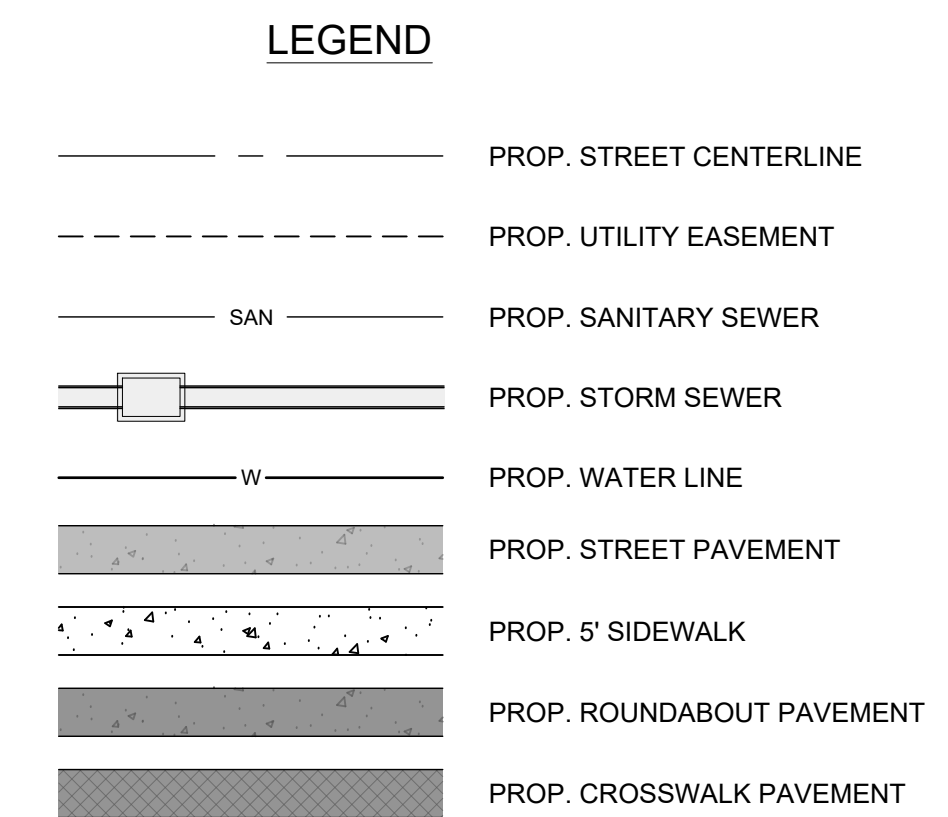 LEGEND
PROP. STREET CENTERLINE
PROP. UTILITY EASEMENT
SAN PROP. SANITARY SEWER
PROP. STORM SEWER
W PROP. WATER LINE
PROP. STREET PAVEMENT
PROP. 5' SIDEWALK
PROP. ROUNDABOUT PAVEMENT
PROP. CROSSWALK PAVEMENT